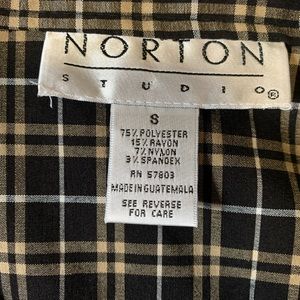 NORTON
STUDIO®
S
75% POLYESTER
15% RAYON
7% NYLON
3% SPANDEX
RN 57803
MADE IN GUATEMALA
SEE REVERSE
FOR CARE